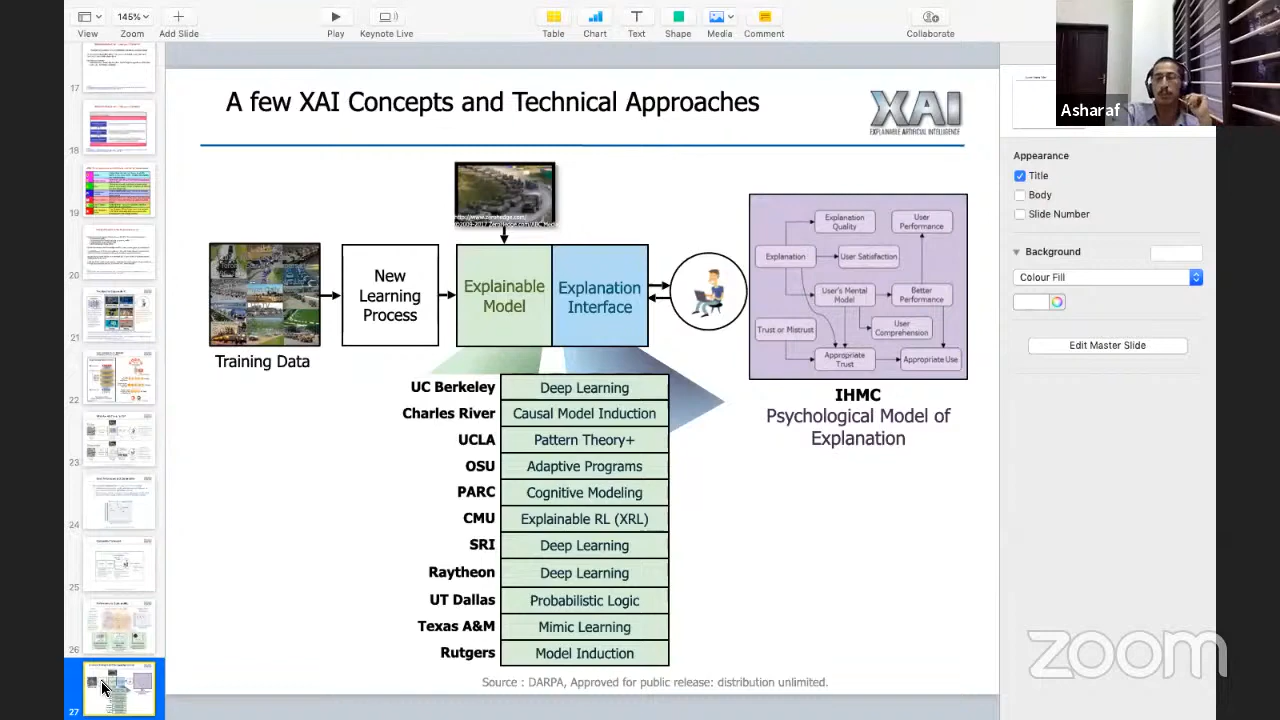 145%
View
Zoom
Add Slide
Play
Keynote Live
Table
Chart
Text
Shape
Media
Comment
Collaborate
Asharaf
17
18
19
20
21
22
23
24
25
26
27
A few XAI Concepts and Technical Approaches
XAI
EXPLAINABLE ARTIFICIAL INTELLIGENCE
Training Data
New
Learning
Process
Explainable
Model
Explanation
Interface
Explanation
Quality
Performance
Explanation
User Satisfaction
User's Mental
Model
Better
Performance
Trust or Mistrust
User
Comprehension
Appropriate
Trust
Appropriate Use
IHMC
Psychological Model of
Explanation
UC Berkeley
Deep Learning
Charles River
Causal Model Induction
UCLA
Pattern Theory+
OSU
Adaptive Programs
PARC
Cognitive Modeling
CMU
Explainable RL (XRL)
SRI
Deep Learning
Raytheon
Deep Learning
UT Dallas
Probabilistic Logic
Texas A&M
Mimic Learning
Rutgers
Model Induction
Approved for public release: distribution
Appearance
Title
Slide Number
Background
Colour Fill
Edit Master Slide
zoom